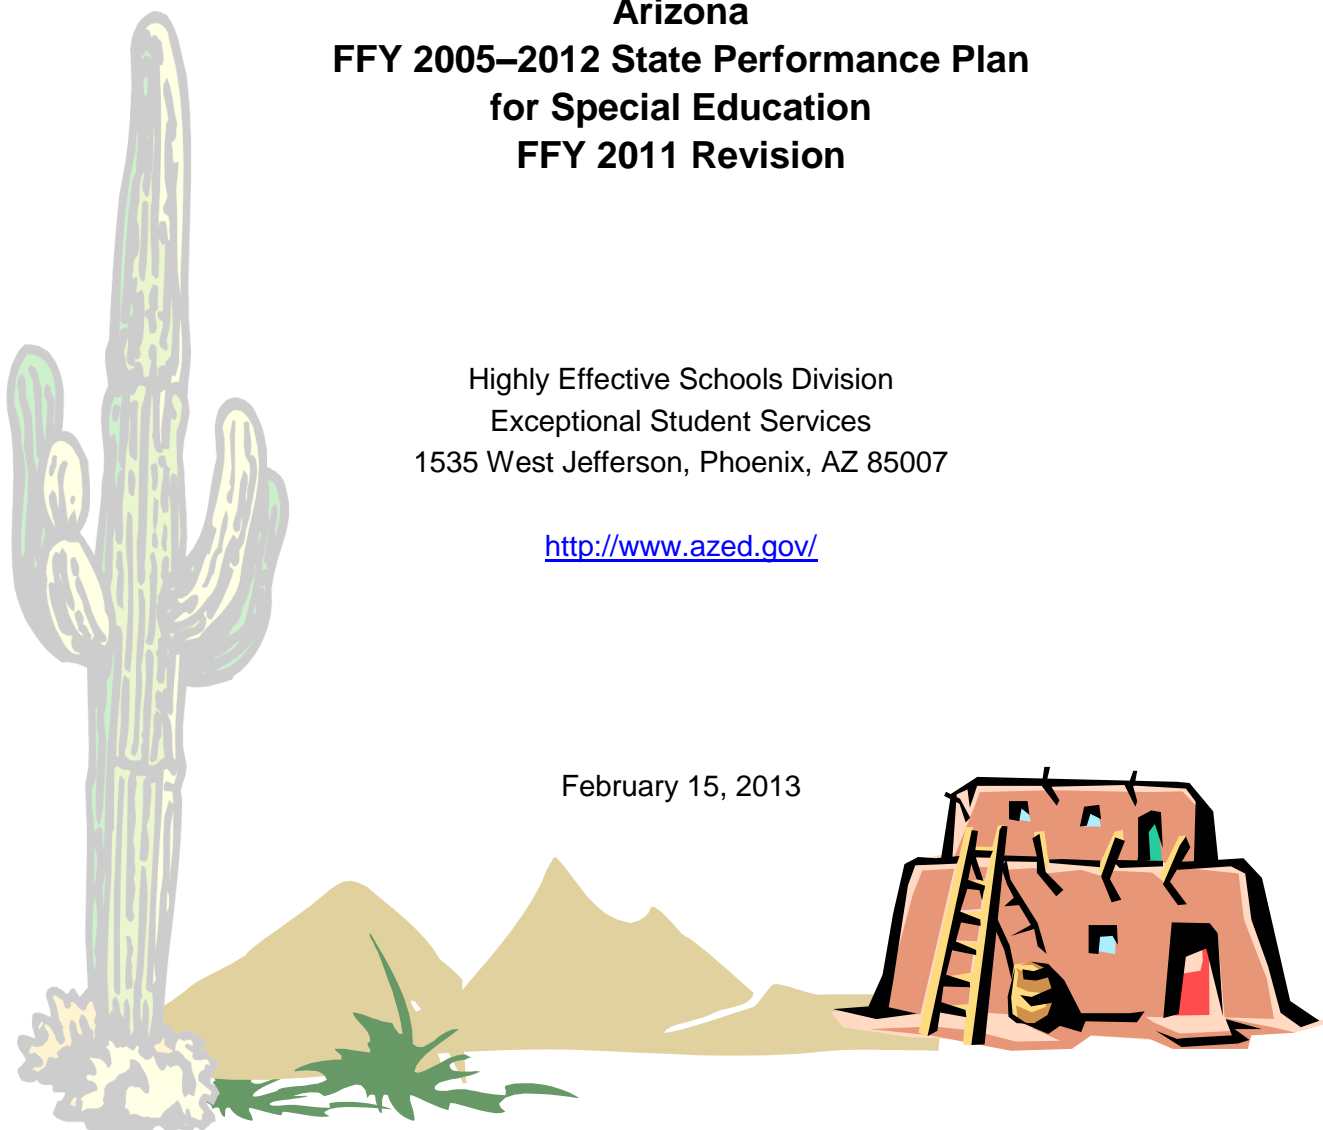 Arizona
FFY 2005–2012 State Performance Plan
for Special Education
FFY 2011 Revision
Highly Effective Schools Division
Exceptional Student Services
1535 West Jefferson, Phoenix, AZ 85007
http://www.azed.gov/
February 15, 2013